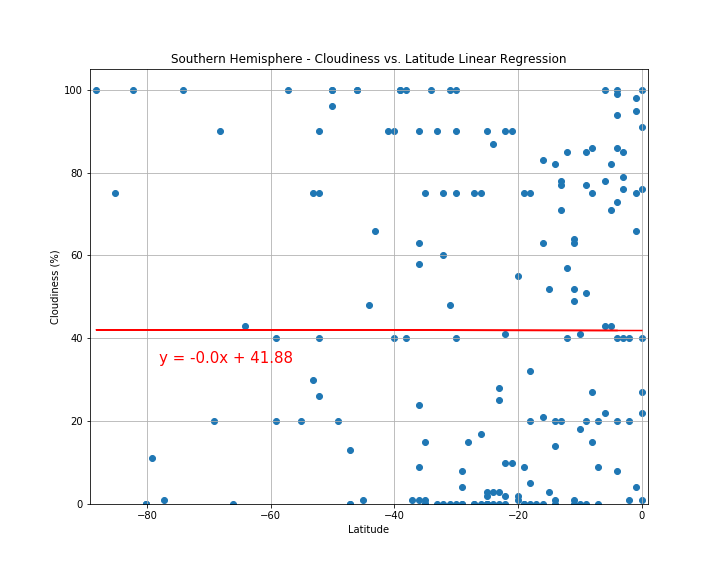 Southern Hemisphere - Cloudiness vs. Latitude Linear Regression
100
80
60
40
20
0
Cloudiness (%)
y = -0.0x + 41.88
−80
−60
−40
−20
0
Latitude